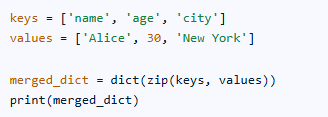 keys = ['name', 'age', 'city']
values = ['Alice', 30, 'New York']
merged_dict = dict(zip(keys, values))
print(merged_dict)